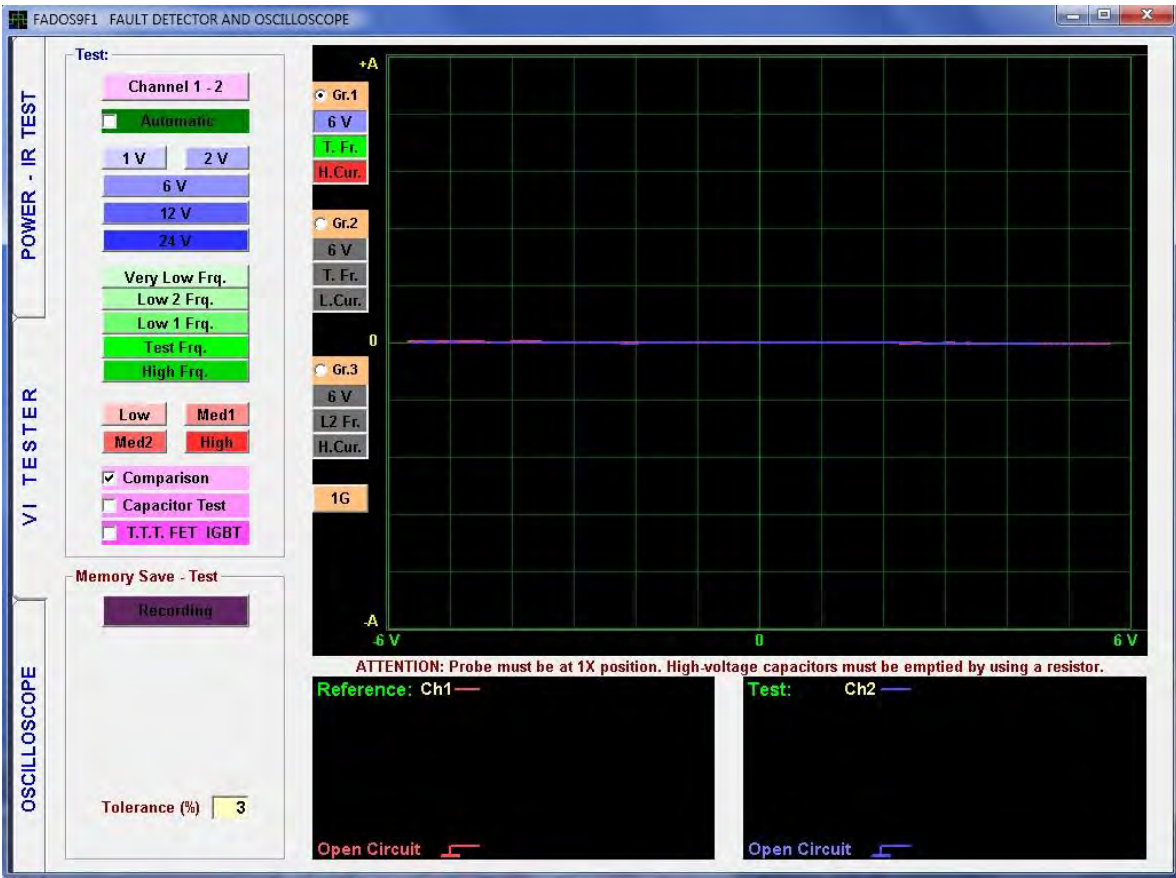 FADOS9F1 FAULT DETECTOR AND OSCILLOSCOPE
POWER - IR TEST
VI TESTER
OSCILLOSCOPE
Test:
Channel 1 - 2
Automatic
1 V 2 V
6 V
12 V
24 V
Very Low Frq.
Low 2 Frq.
Low 1 Frq.
Test Frq.
High Frq.
Low Med1
Med2 High
Comparison
Capacitor Test
T.T.T. FET IGBT
Memory Save - Test
Recording
Tolerance (%) 3
+A
Gr.1
6 V
T. Fr.
H.Cur.
Gr.2
6 V
T. Fr.
L.Cur.
0
Gr.3
6 V
L2 Fr.
H.Cur.
1G
-A
-6 V 0 6 V
ATTENTION: Probe must be at 1X position. High-voltage capacitors must be emptied by using a resistor.
Reference: Ch1
Open Circuit
Test: Ch2
Open Circuit